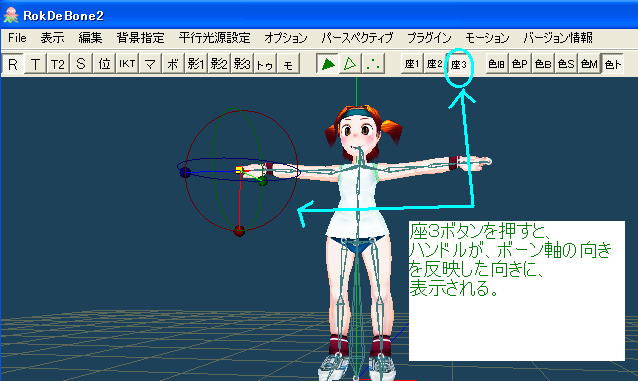 RokDeBone2
File 表示 編集 背景指定 平行光源設定 オプション パースペクティブ プラグイン モーション バージョン情報
R T T2 S 位 IKT マ ボ 影1 影2 影3 トゥ モ 座1 座2 座3 色IB 色P 色B 色S 色M 色ト
座3ボタンを押すと、
ハンドルが、ボーン軸の向き
を反映した向きに、
表示される。